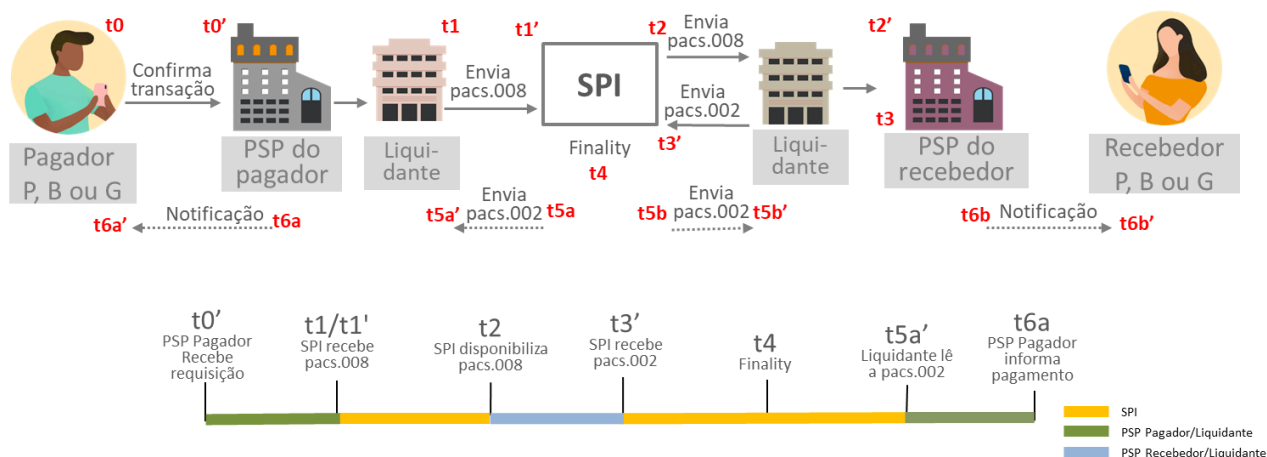 t0
t0’
t1
t1’
t2
t2’
Envia
pacs.008
Confirma
transação
Envia
pacs.008
SPI
Envia
pacs.002
t3
t3’
Pagador
P, B ou G
PSP do
pagador
Liqui-
dante
Finality
t4
Liqui-
dante
PSP do
recebedor
Recebedor
P, B ou G
t6a’
Notificação
t6a
t5a’
Envia
pacs.002
t5a
t5b
Envia
pacs.002
t5b’
t6b
Notificação
t6b’
t0’
PSP Pagador
Recebe
requisição
t1/t1'
SPI recebe
pacs.008
t2
SPI disponibiliza
pacs.008
t3’
SPI recebe
pacs.002
t4
Finality
t5a’
Liquidante lê
a pacs.002
t6a
PSP Pagador
informa
pagamento
SPI
PSP Pagador/Liquidante
PSP Recebedor/Liquidante